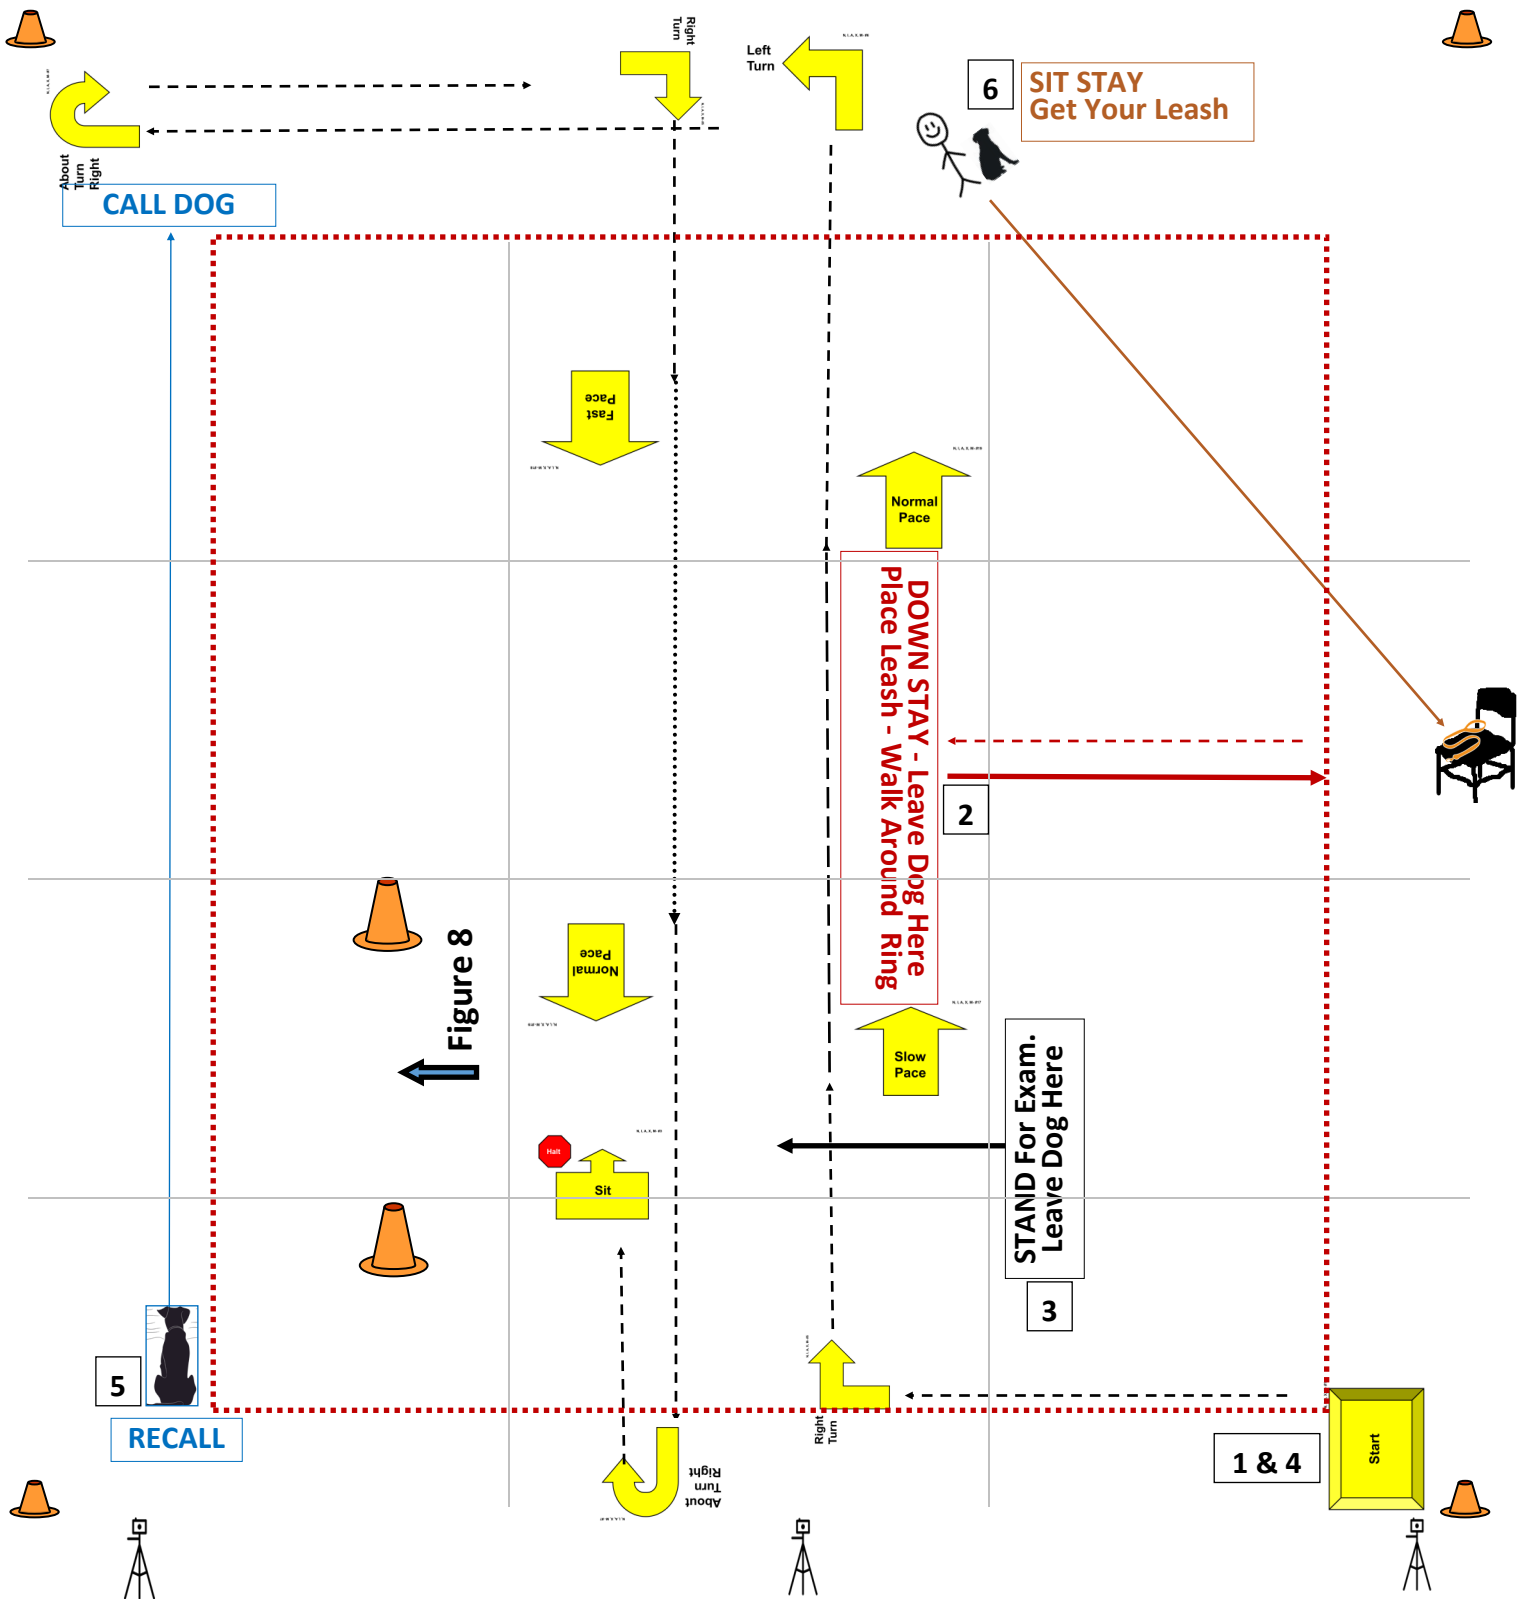 Right
Turn
Left
Turn
6
SIT STAY
Get Your Leash
About
Turn
Right
CALL DOG
Fast
Pace
Normal
Pace
DOWN STAY - Leave Dog Here
Place Leash - Walk Around Ring
2
Normal
Pace
Figure 8
Slow
Pace
STAND For Exam.
Leave Dog Here
3
Halt
Sit
5
RECALL
Right
Turn
About
Turn
Right
1 & 4
Start